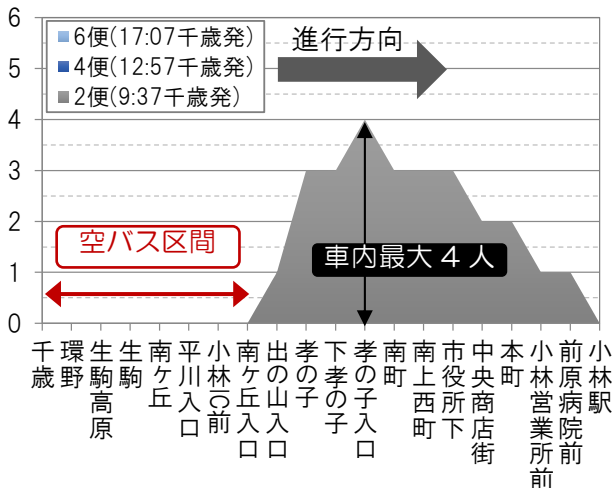 6
5
4
3
2
1
0
6便(17:07千歳発)
4便(12:57千歳発)
2便(9:37千歳発)
進行方向
空バス区間
車内最大4人
千歳
環野
生駒高原
生駒
南ヶ丘
平川入口
小林IC前
南ヶ丘入口
出の山入口
孝の子
下孝の子
孝の子入口
南町
南上西町
市役所下
中央商店街
本町
小林営業所前
前原病院前
小林駅